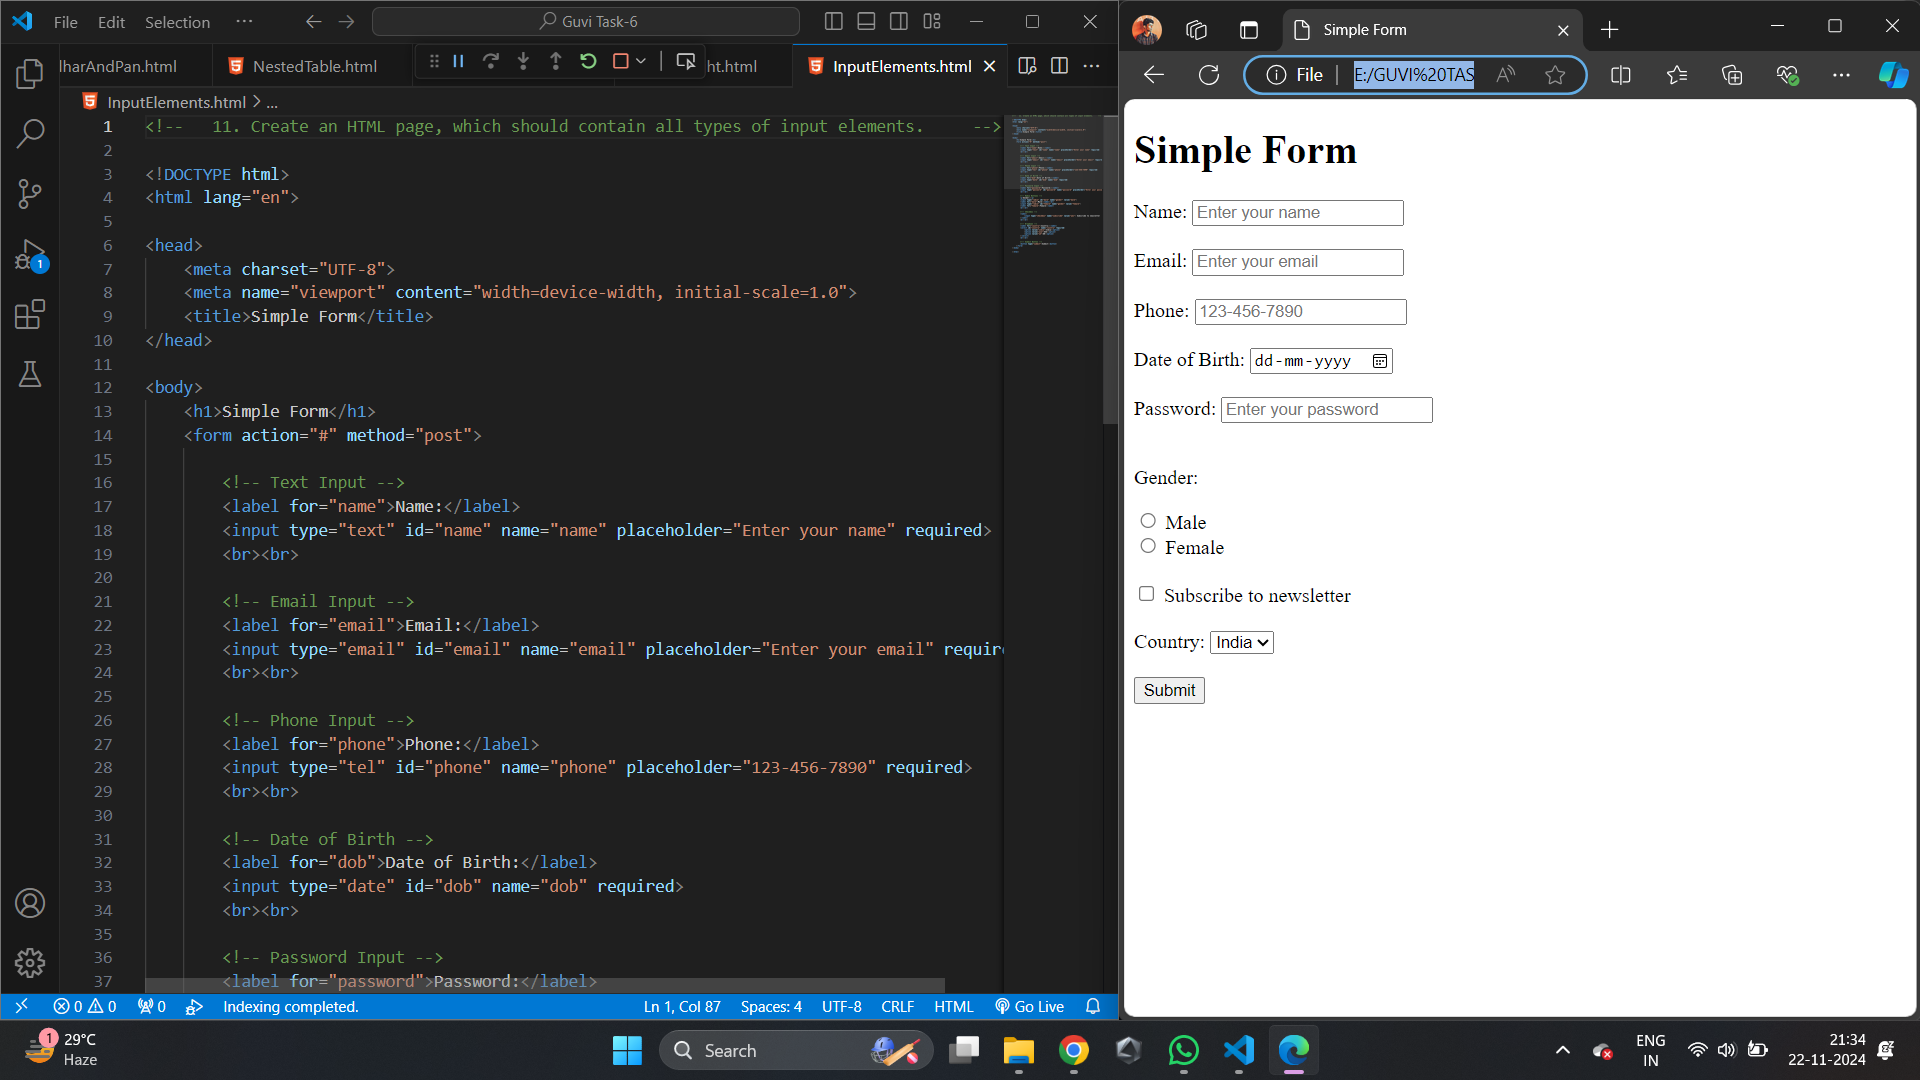 File Edit Selection ··· Guvi Task-6
lharAndPan.html NestedTable.html ht.html InputElements.html
InputElements.html > ...
1 <!--   11. Create an HTML page, which should contain all types of input elements.     -->
2
3 <!DOCTYPE html>
4 <html lang="en">
5
6 <head>
7 <meta charset="UTF-8">
8 <meta name="viewport" content="width=device-width, initial-scale=1.0">
9 <title>Simple Form</title>
10 </head>
11
12 <body>
13 <h1>Simple Form</h1>
14 <form action="#" method="post">
15
16 <!-- Text Input -->
17 <label for="name">Name:</label>
18 <input type="text" id="name" name="name" placeholder="Enter your name" required>
19 <br><br>
20
21 <!-- Email Input -->
22 <label for="email">Email:</label>
23 <input type="email" id="email" name="email" placeholder="Enter your email" require
24 <br><br>
25
26 <!-- Phone Input -->
27 <label for="phone">Phone:</label>
28 <input type="tel" id="phone" name="phone" placeholder="123-456-7890" required>
29 <br><br>
30
31 <!-- Date of Birth -->
32 <label for="dob">Date of Birth:</label>
33 <input type="date" id="dob" name="dob" required>
34 <br><br>
35
36 <!-- Password Input -->
37 <label for="password">Password:</label>
1
0 0 0 Indexing completed. Ln 1, Col 87 Spaces: 4 UTF-8 CRLF HTML Go Live
Simple Form
File E:/GUVI%20TAS
Simple Form
Name: Enter your name
Email: Enter your email
Phone: 123-456-7890
Date of Birth: dd-mm-yyyy
Password: Enter your password
Gender:
Male
Female
Subscribe to newsletter
Country: India
Submit
1 29°C
Haze
Search
ENG
IN
21:34
22-11-2024